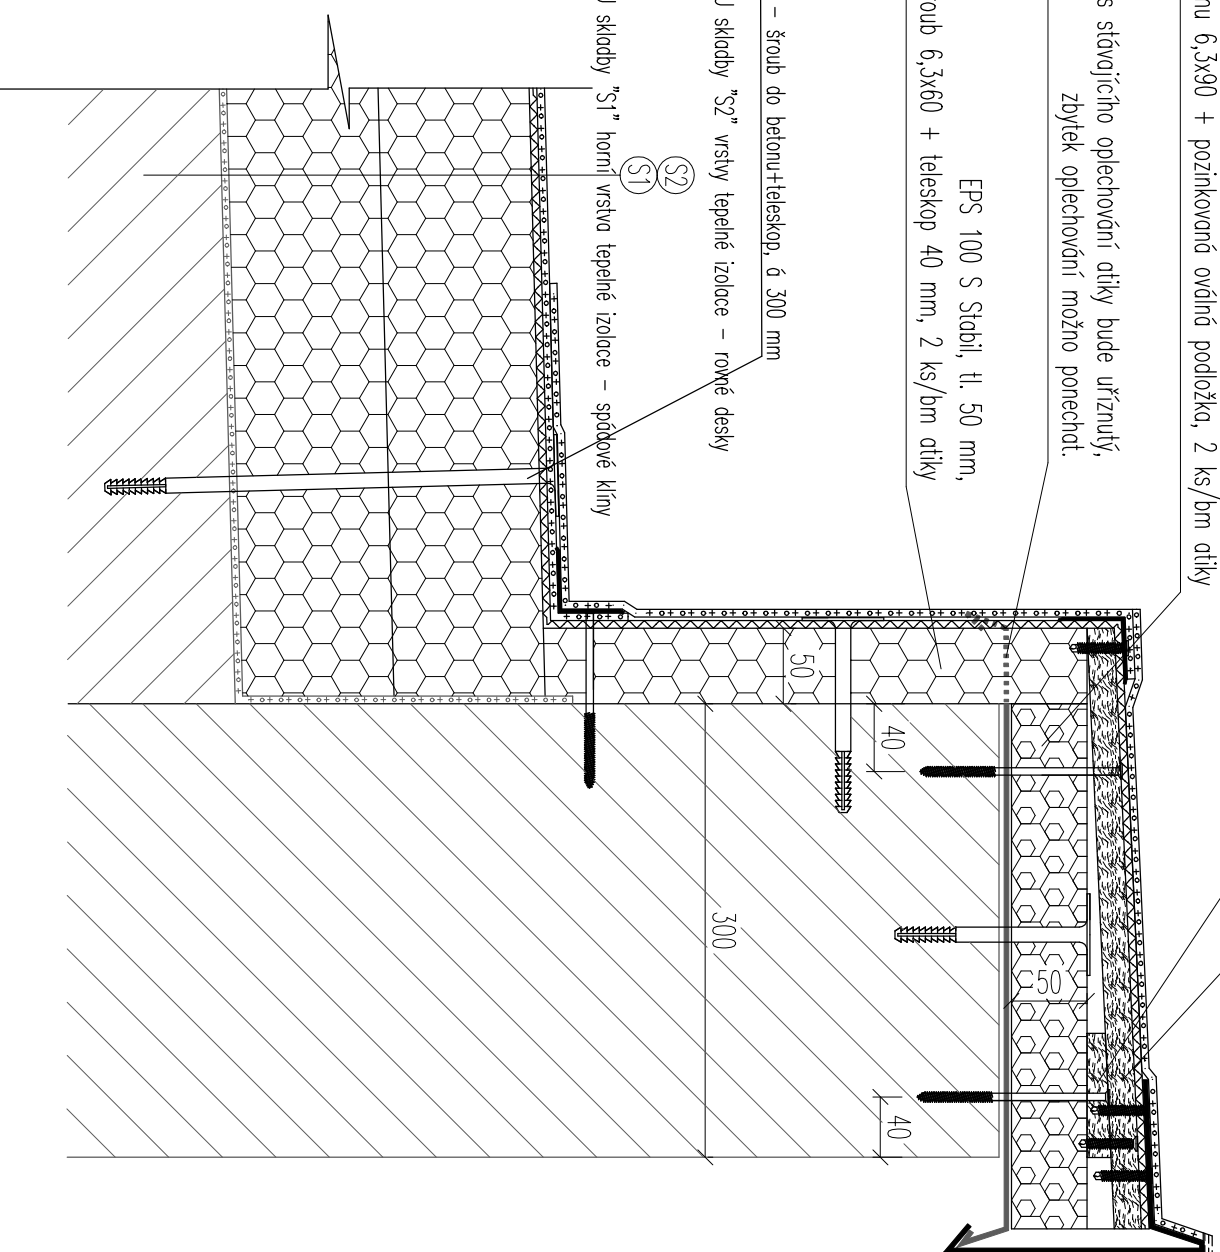 nu 6,3x90 + pozinkovaná oválná podložka, 2 ks/bm atiky
s stávajícího oplechování atiky bude uříznutý,
zbytek oplechování možno ponechat.
EPS 100 S Stabil, tl. 50 mm,
roub 6,3x60 + teleskop 40 mm, 2 ks/bm atiky
- šroub do betonu+teleskop, á 300 mm
U skladby "S2" vrstvy tepelné izolace - rovné desky
S2
S1
U skladby "S1" horní vrstva tepelné izolace - spádové klíny
50
40
300
50
40